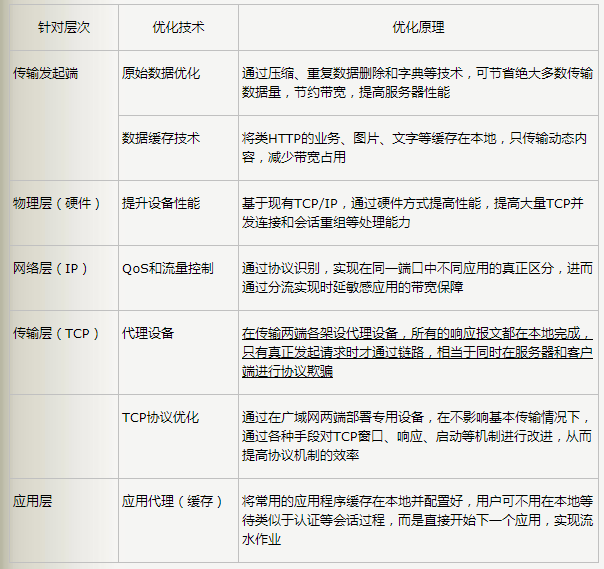 针对层次 优化技术 优化原理
传输发起端 原始数据优化 通过压缩、重复数据删除和字典等技术，可节省绝大多数传输
数据量，节约带宽，提高服务器性能
数据缓存技术 将类HTTP的业务、图片、文字等缓存在本地，只传输动态内
容，减少带宽占用
物理层（硬件） 提升设备性能 基于现有TCP/IP，通过硬件方式提高性能，提高大量TCP并
发连接和会话重组等处理能力
网络层（IP） QoS和流量控制 通过协议识别，实现在同一端口中不同应用的真正区分，进而
通过分流实现时延敏感应用的带宽保障
传输层（TCP） 代理设备 在传输两端各架设代理设备，所有的响应报文都在本地完成，
只有真正发起请求时才通过链路，相当于同时在服务器和客户
端进行协议欺骗
TCP协议优化 通过在广域网两端部署专用设备，在不影响基本传输情况下，
通过各种手段对TCP窗口、响应、启动等机制进行改进，从而
提高协议机制的效率
应用层 应用代理（缓存） 将常用的应用程序缓存在本地并配置好，用户可不用在本地等
待类似于认证等会话过程，而是直接开始下一个应用，实现流
水作业